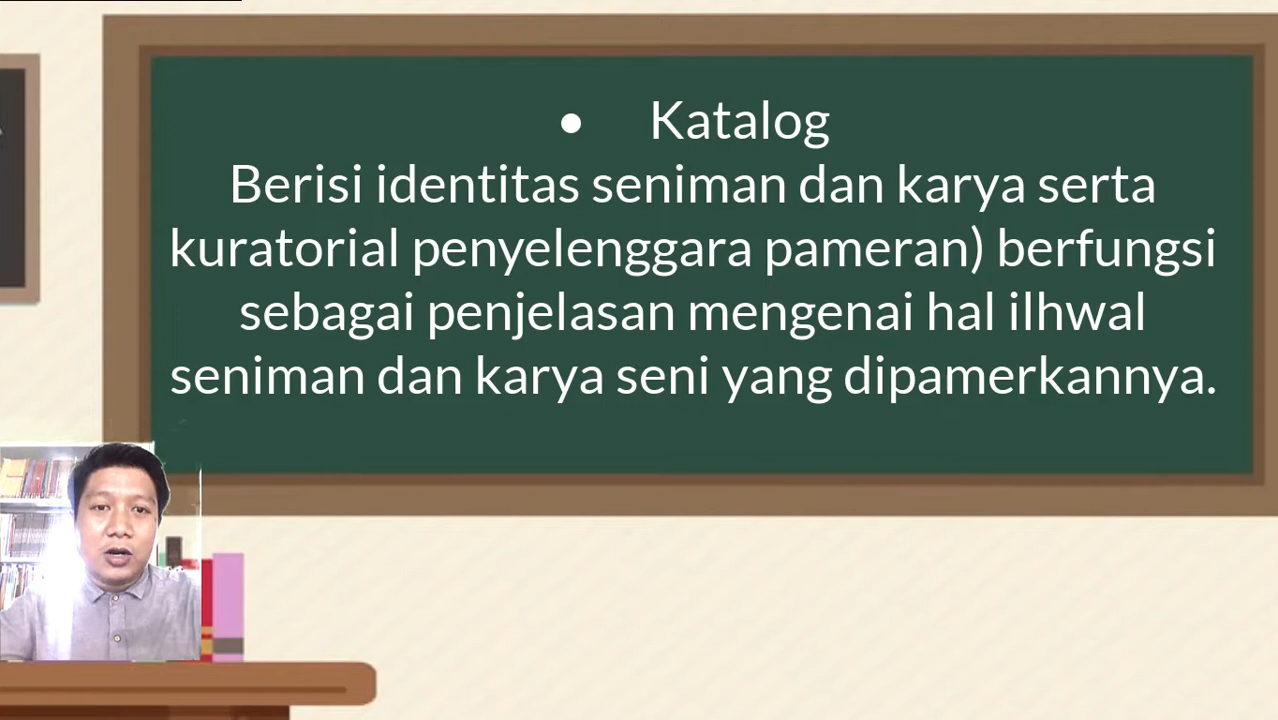 • Katalog
Berisi identitas seniman dan karya serta
kuratorial penyelenggara pameran) berfungsi
sebagai penjelasan mengenai hal ilhwal
seniman dan karya seni yang dipamerkannya.